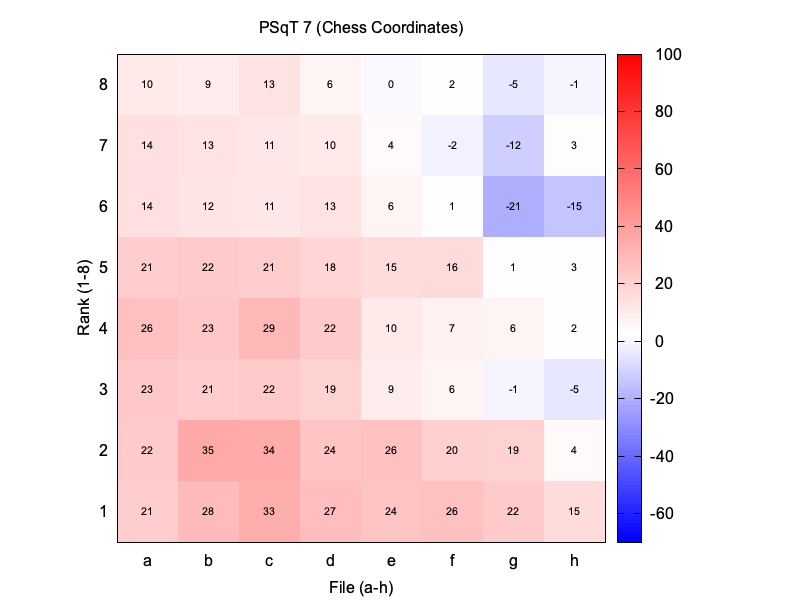 PSqT 7 (Chess Coordinates)
100
8 10 9 13 6 0 2 -5 -1
80
7 14 13 11 10 4 -2 -12 3
60
6 14 12 11 13 6 1 -21 -15
40
5 21 22 21 18 15 16 1 3
20
Rank (1-8)
4 26 23 29 22 10 7 6 2
0
3 23 21 22 19 9 6 -1 -5
-20
2 22 35 34 24 26 20 19 4
-40
1 21 28 33 27 24 26 22 15
-60
a b c d e f g h
File (a-h)